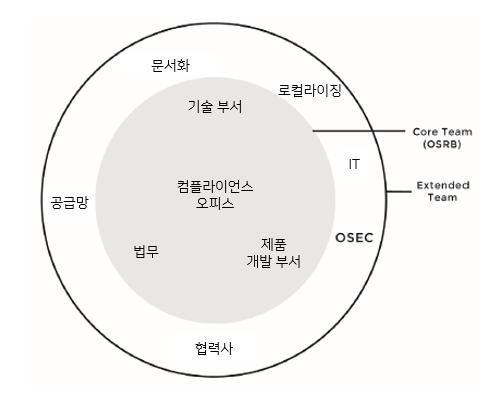 문서화
로컬라이징
기술 부서
Core Team
(OSRB)
IT
컴플라이언스
오피스
Extended
Team
공급망
OSEC
법무
제품
개발 부서
협력사